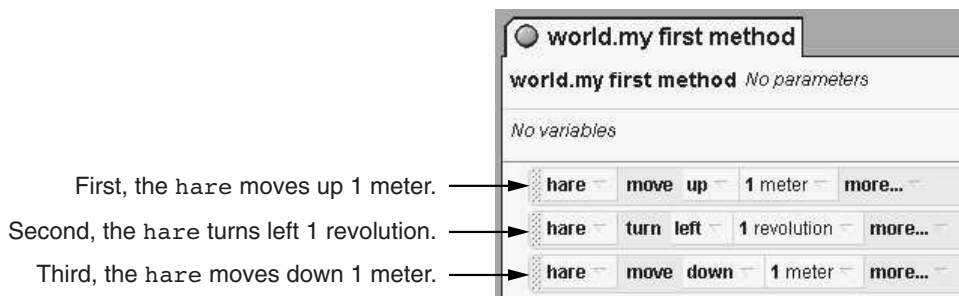 world.my first method
world.my first method No parameters
No variables
First, the hare moves up 1 meter.
hare move up 1 meter more...
Second, the hare turns left 1 revolution.
hare turn left 1 revolution more...
Third, the hare moves down 1 meter.
hare move down 1 meter more...